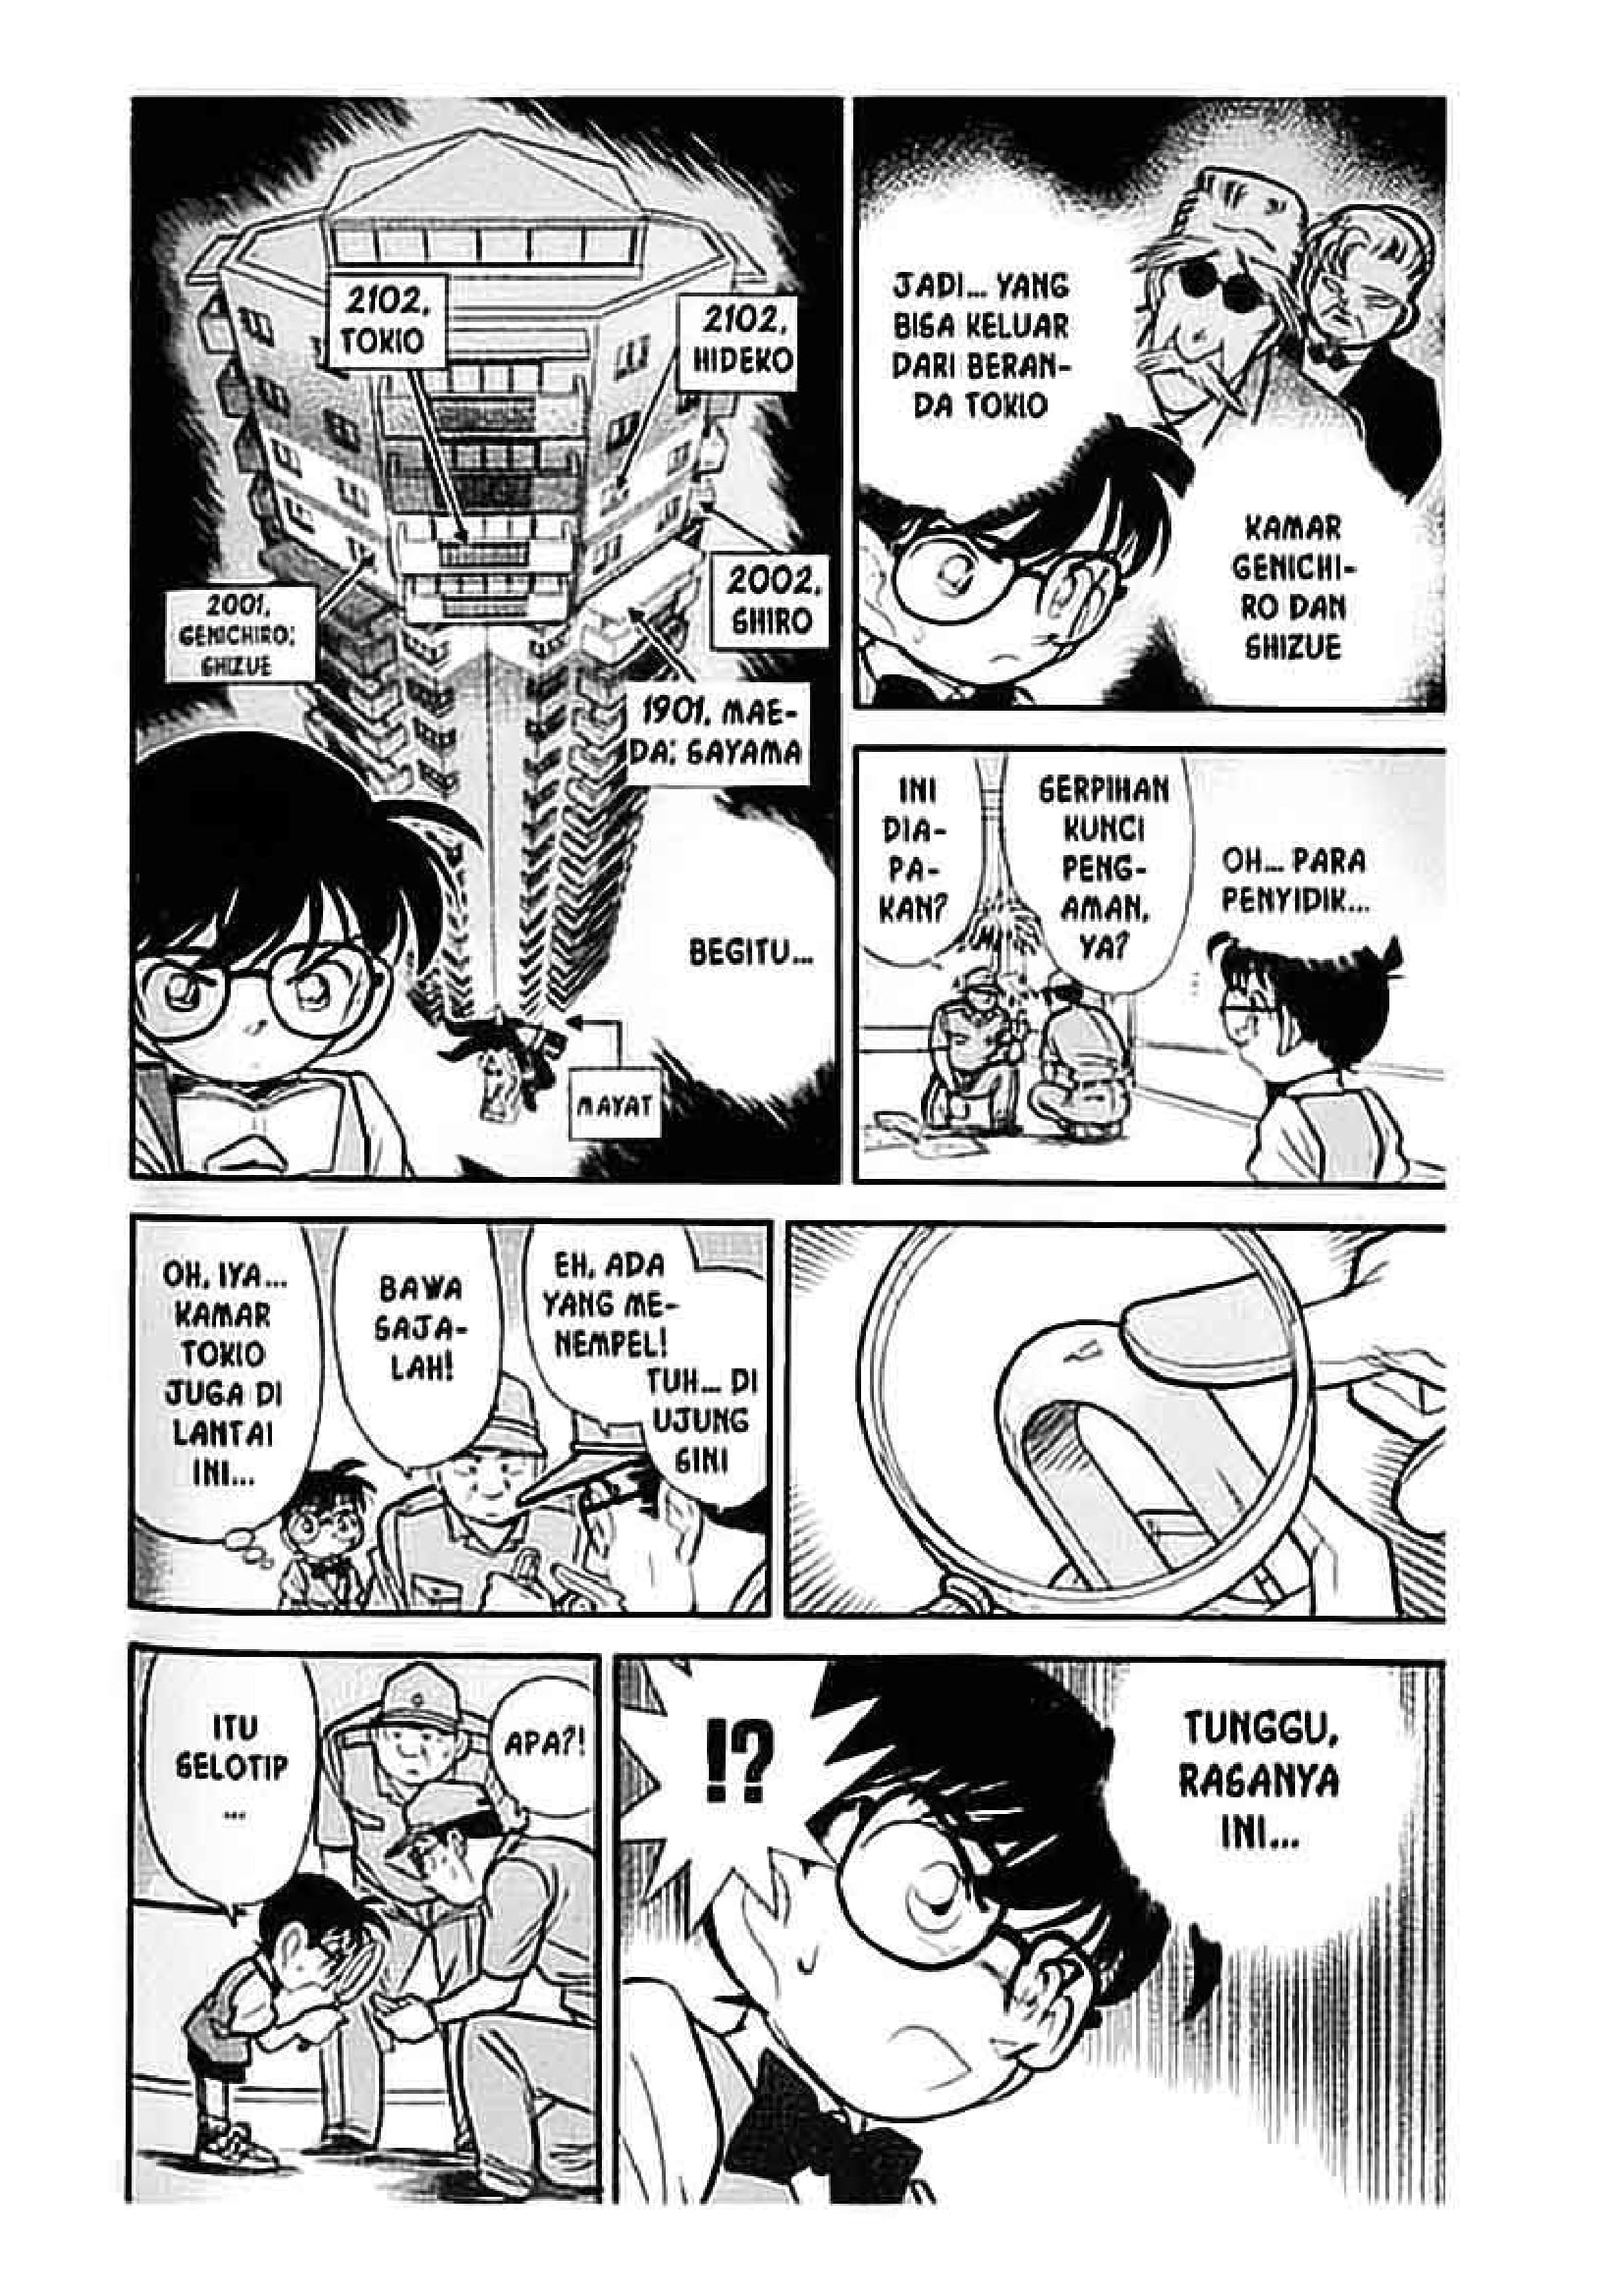 2102,
TOKIO
2102,
HIDEKO
2001,
GENICHIRO;
SHIZUE
2002,
SHIRO
1901, MAE-
DA; SAYAMA
BEGITU...
MAYAT
JADI... YANG
BISA KELUAR
DARI BERAN-
DA TOKIO
KAMAR
GENICHI-
RO DAN
SHIZUE
INI
DIA-
PA-
KAN?
SERPIHAN
KUNCI
PENG-
AMAN,
YA?
OH... PARA
PENYIDIK...
OH, IYA...
KAMAR
TOKIO
JUGA DI
LANTAI
INI...
BAWA
SAJA-
LAH!
EH, ADA
YANG ME-
NEMPEL!
TUH... DI
UJUNG
SINI
ITU
SELOTIP
...
APA?!
!?
TUNGGU,
RASANYA
INI...